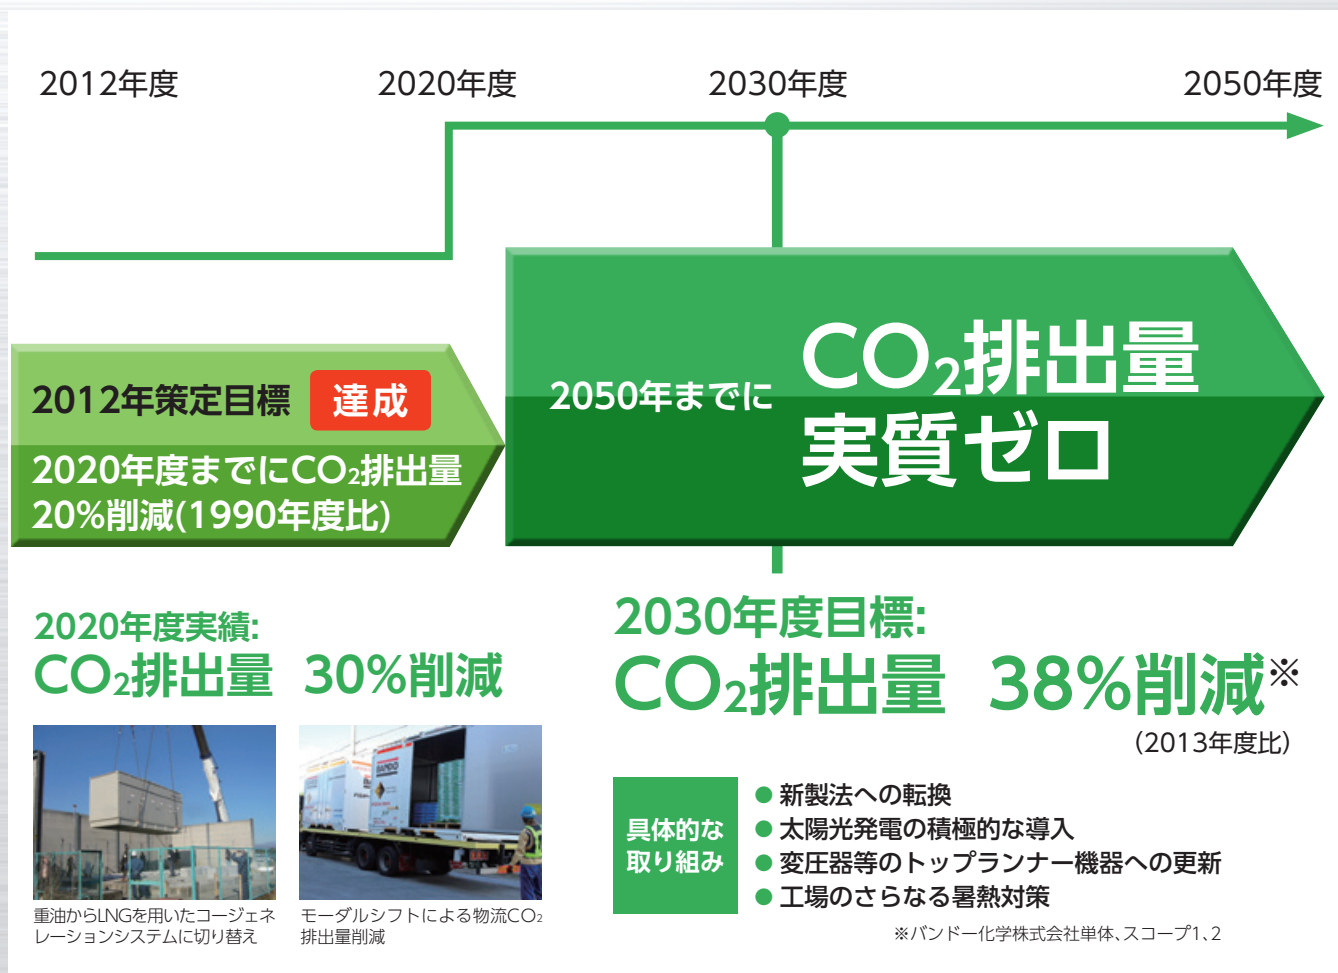 2012年度
2020年度
2030年度
2050年度
2012年策定目標
達成
2020年度までにCO₂排出量
20%削減(1990年度比)
2050年までに
CO₂排出量
実質ゼロ
2020年度実績:
CO₂排出量 30%削減
BANDO
重油からLNGを用いたコージェネ
レーションシステムに切り替え
モーダルシフトによる物流CO₂
排出量削減
2030年度目標:
CO₂排出量 38%削減※
(2013年度比)
具体的な
取り組み
● 新製法への転換
● 太陽光発電の積極的な導入
● 変圧器等のトップランナー機器への更新
● 工場のさらなる暑熱対策
※バンドー化学株式会社単体、スコープ1、2